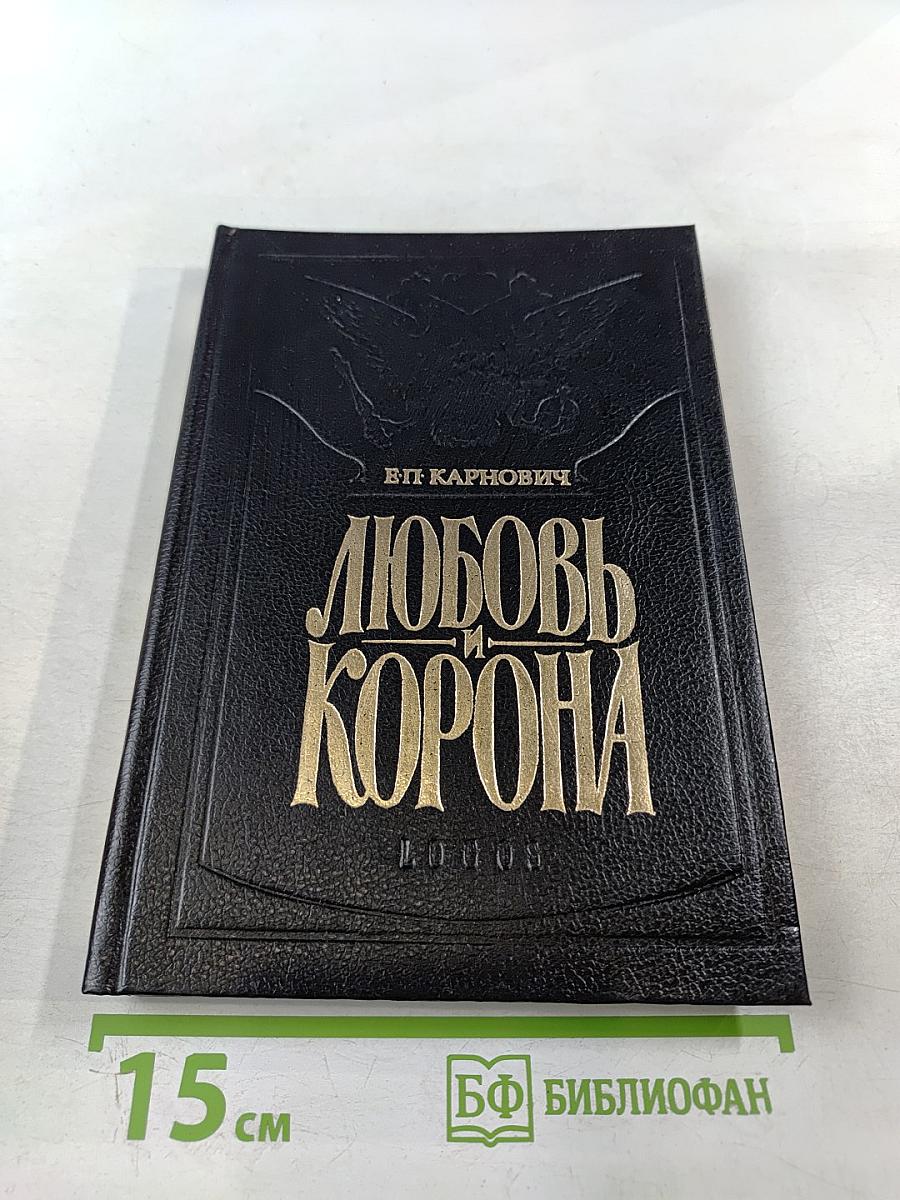 Е·П· КАРНОВИЧ
ЛЮБОВЬ
И
КОРОНА
LOGOS
15 см
БФ БИБЛИОФАН